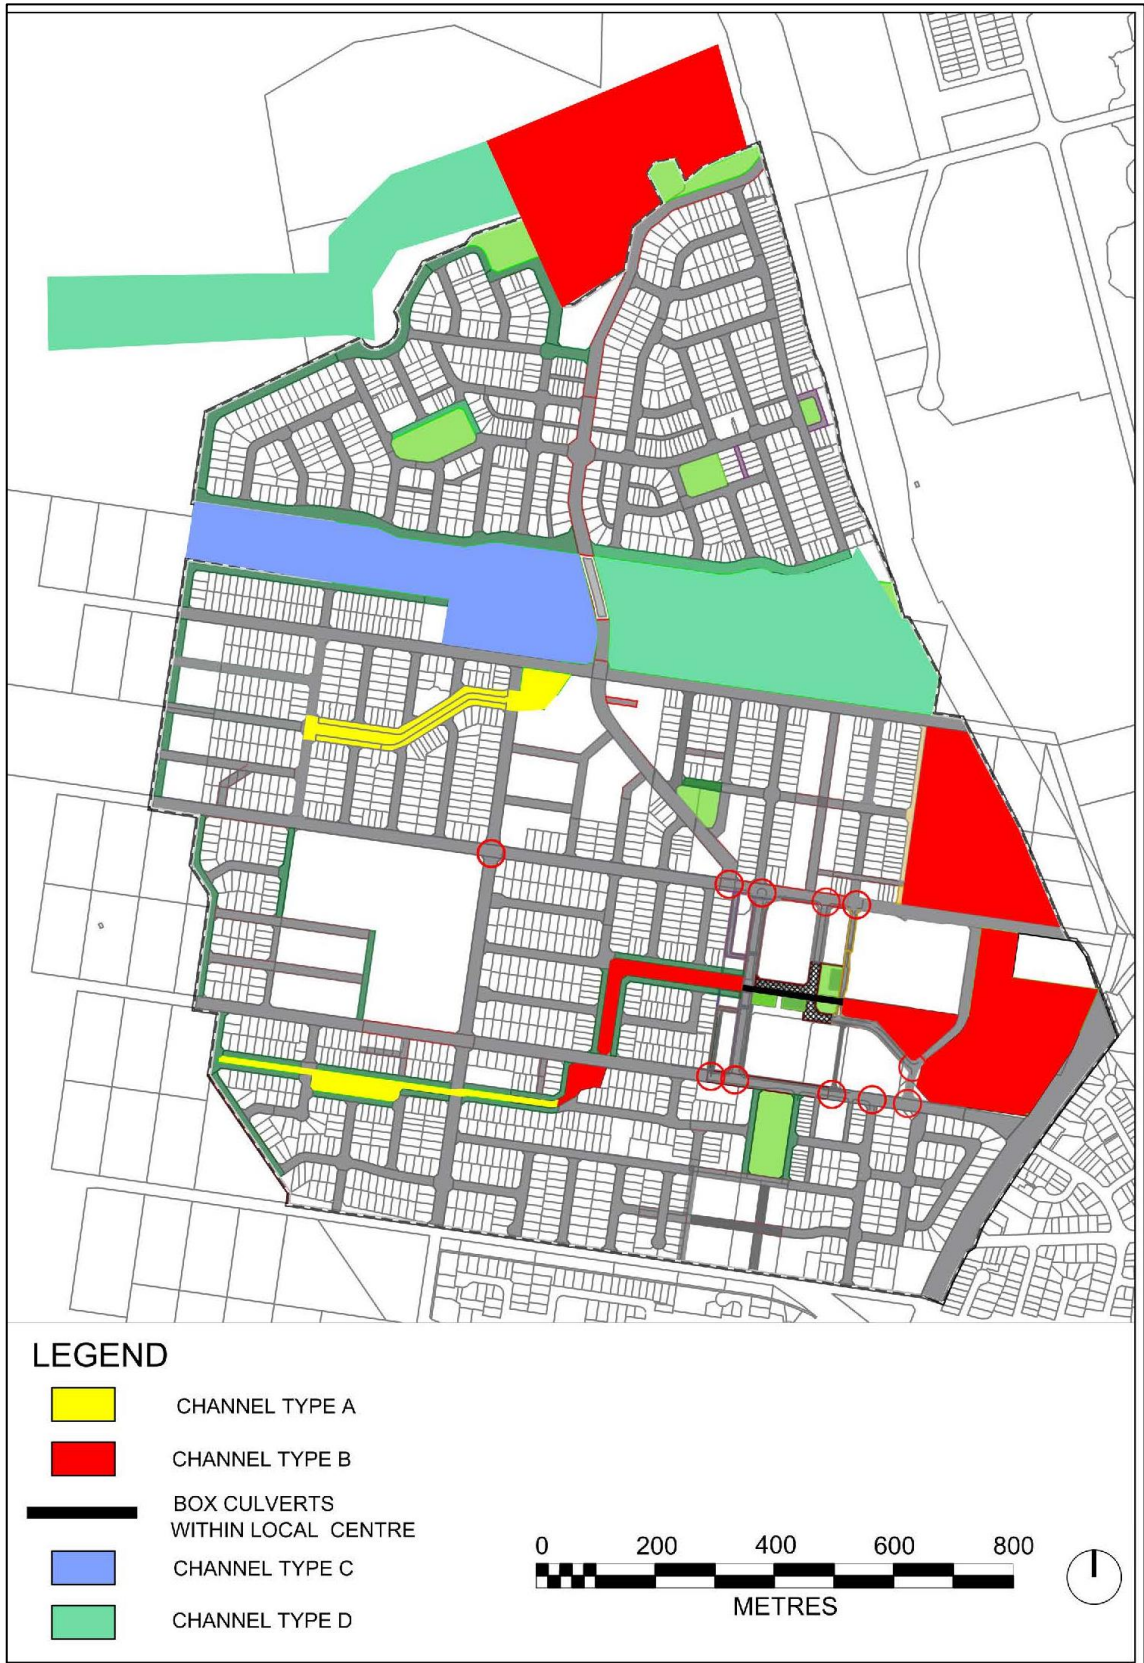 LEGEND
CHANNEL TYPE A
CHANNEL TYPE B
BOX CULVERTS
WITHIN LOCAL CENTRE
CHANNEL TYPE C
CHANNEL TYPE D
0 200 400 600 800
METRES